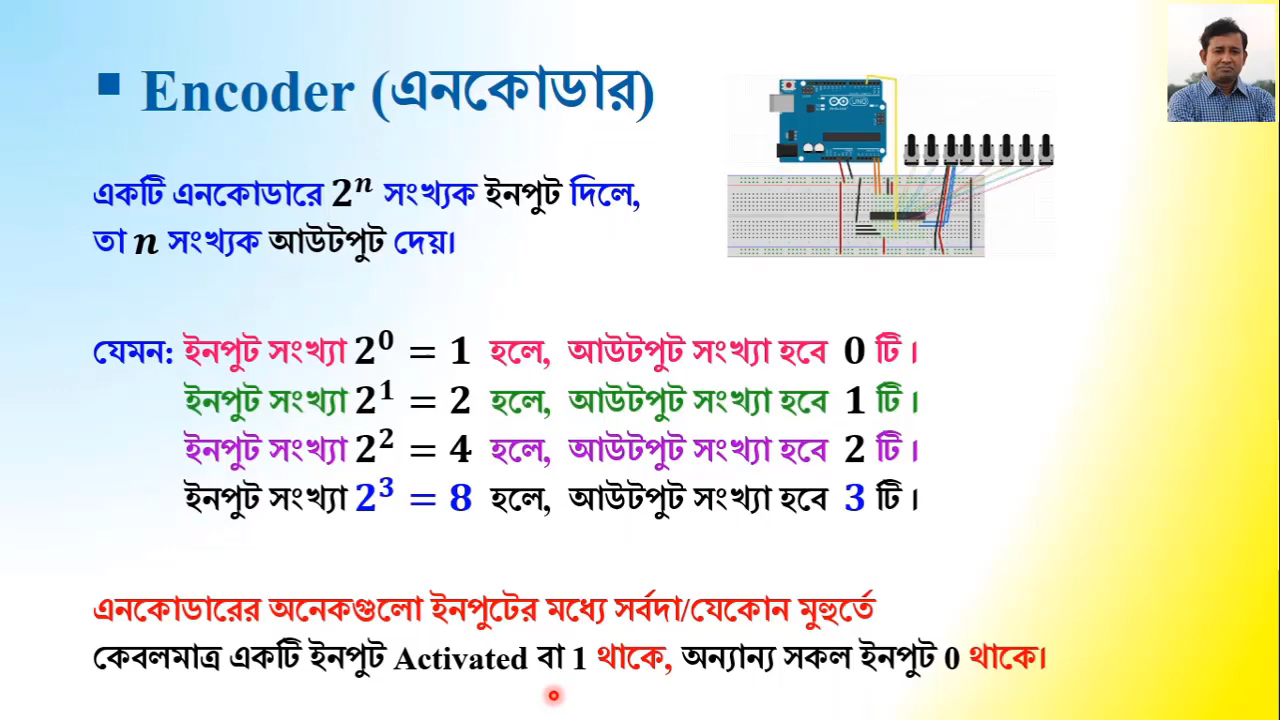 ▪ Encoder (এনকোডার)
একটি এনকোডারে 2ⁿ সংখ্যক ইনপুট দিলে,
তা n সংখ্যক আউটপুট দেয়।
যেমন: ইনপুট সংখ্যা 2⁰ = 1 হলে, আউটপুট সংখ্যা হবে 0 টি।
ইনপুট সংখ্যা 2¹ = 2 হলে, আউটপুট সংখ্যা হবে 1 টি।
ইনপুট সংখ্যা 2² = 4 হলে, আউটপুট সংখ্যা হবে 2 টি।
ইনপুট সংখ্যা 2³ = 8 হলে, আউটপুট সংখ্যা হবে 3 টি।
এনকোডারের অনেকগুলো ইনপুটের মধ্যে সর্বদা/যেকোন মুহুর্তে
কেবলমাত্র একটি ইনপুট Activated বা 1 থাকে, অন্যান্য সকল ইনপুট 0 থাকে।